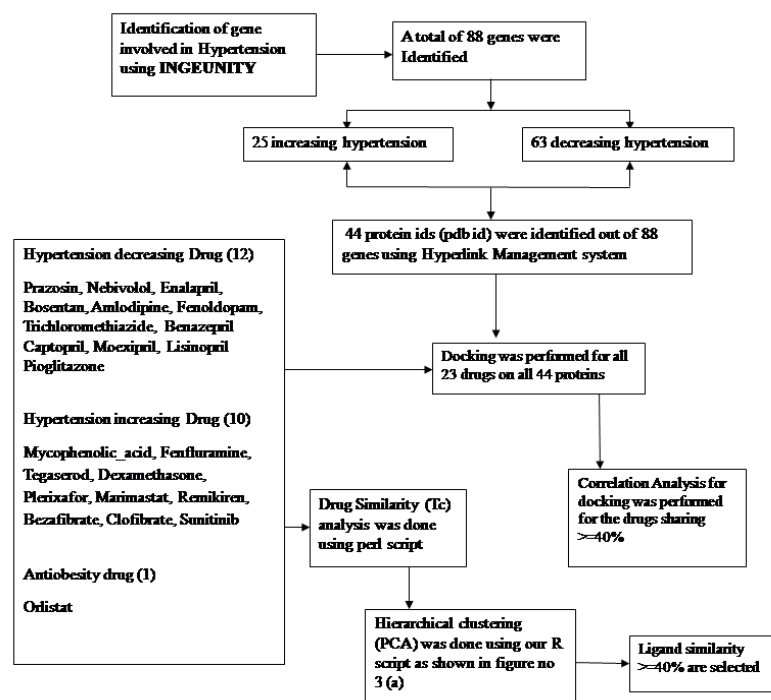 Identification of gene
involved in Hypertension
using INGEUNITY
A total of 88 genes were
Identified
25 increasing hypertension
63 decreasing hypertension
44 protein ids (pdb id) were identified out of 88
genes using Hyperlink Management system
Hypertension decreasing Drug (12)
Prazosin, Nebivolol, Enalapril,
Bosentan, Amlodipine, Fenoldopam,
Trichloromethiazide, Benazepril
Captopril, Moexipril, Lisinopril
Pioglitazone
Hypertension increasing Drug (10)
Mycophenolic_acid, Fenfluramine,
Tegaserod, Dexamethasone,
Plerixafor, Marimastat, Remikiren,
Bezafibrate, Clofibrate, Sunitinib
Antiobesity drug (1)
Orlistat
Docking was performed for all
23 drugs on all 44 proteins
Correlation Analysis for
docking was performed
for the drugs sharing
>=40%
Drug Similarity (Tc)
analysis was done
using perl script
Hierarchical clustering
(PCA) was done using our R
script as shown in figure no
3 (a)
Ligand similarity
>=40% are selected